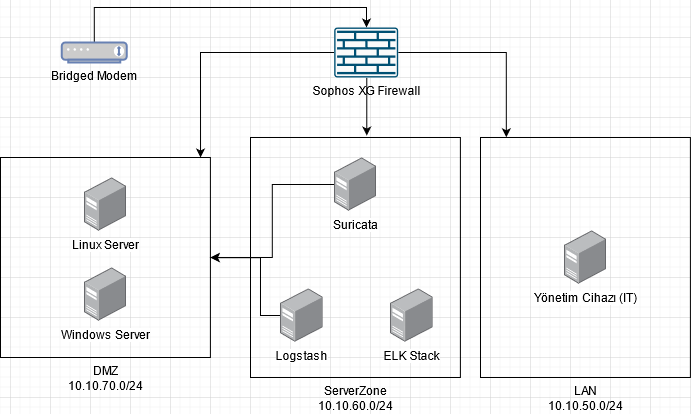 Bridged Modem
Sophos XG Firewall
Linux Server
Windows Server
DMZ
10.10.70.0/24
Suricata
Logstash
ELK Stack
ServerZone
10.10.60.0/24
Yönetim Cihazı (IT)
LAN
10.10.50.0/24